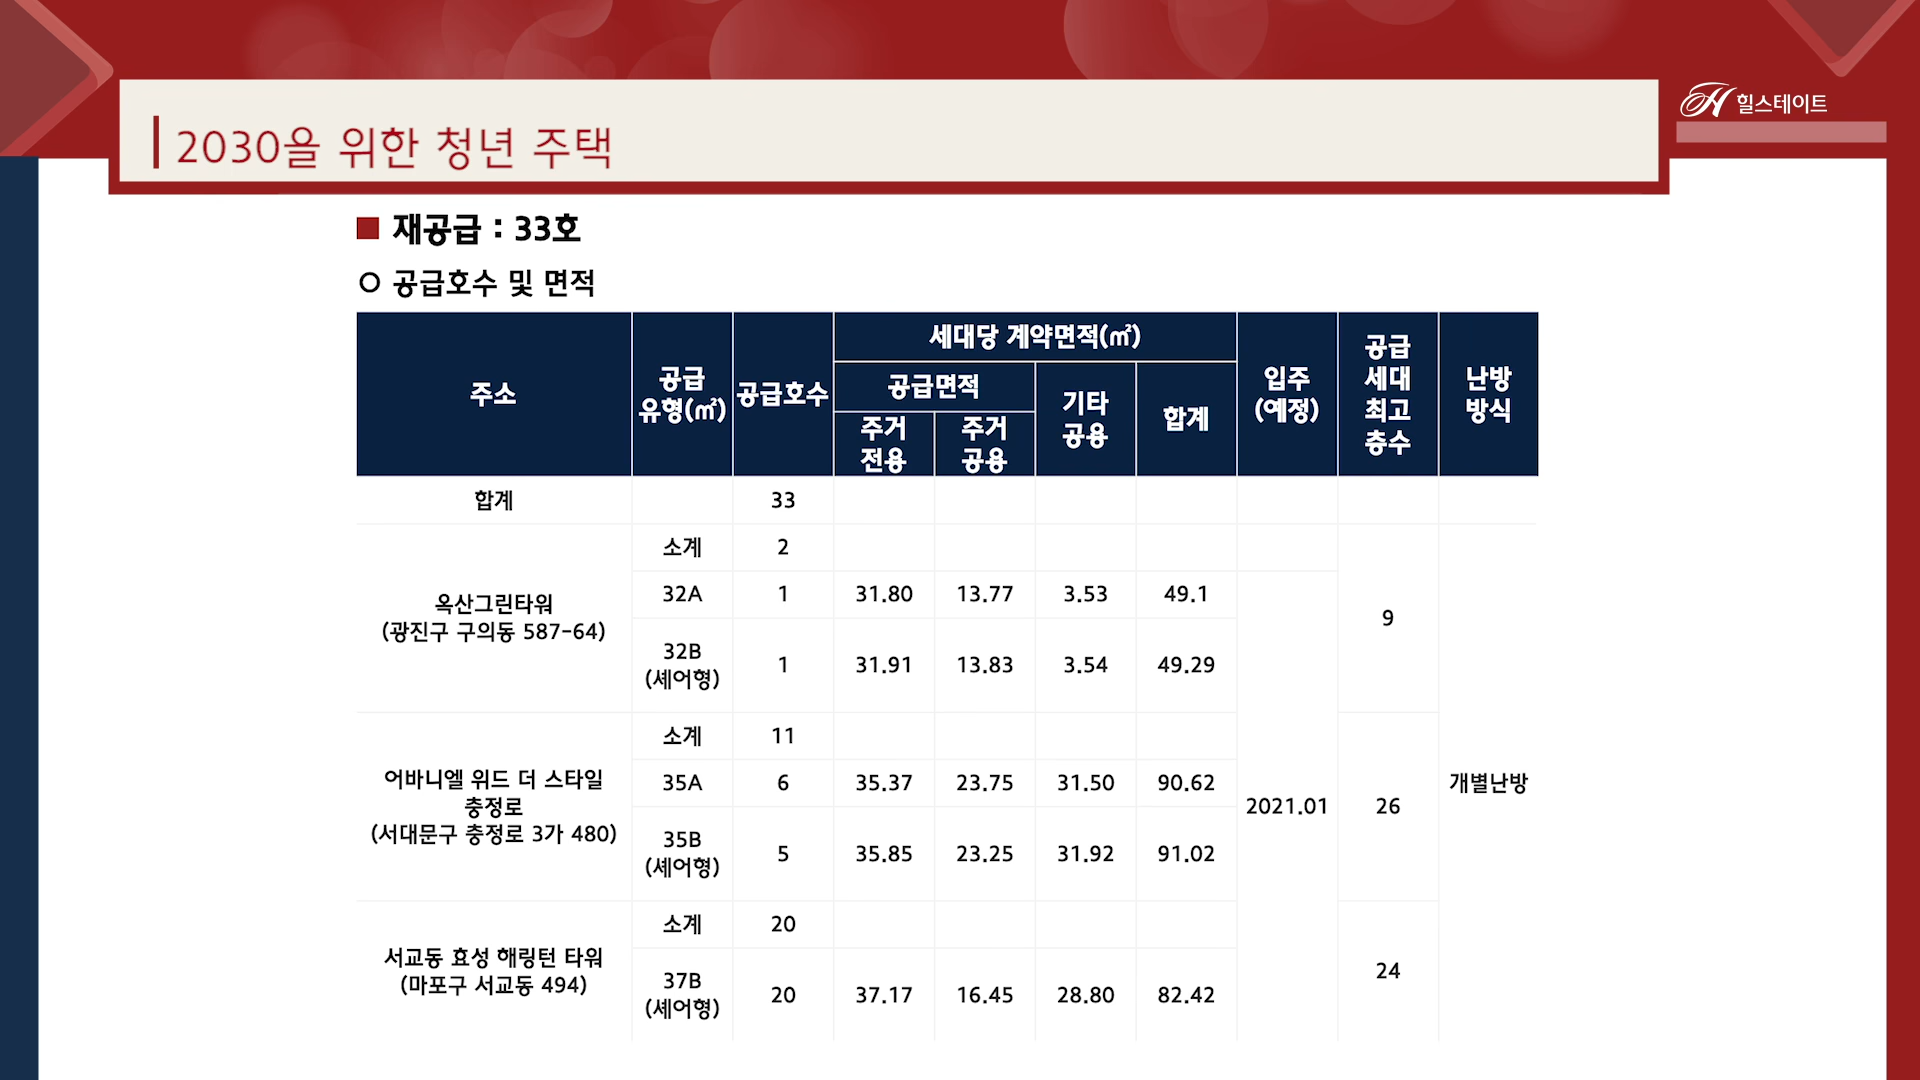 힐스테이트
2030을 위한 청년 주택
재공급 : 33호
공급호수 및 면적
주소
공급
유형(㎡)
공급호수
세대당 계약면적(㎡)
공급면적
주거
전용
주거
공용
기타
공용
합계
입주
(예정)
공급
세대
최고
층수
난방
방식
합계 33
옥산그린타워
(광진구 구의동 587-64)
소계 2
32A 1 31.80 13.77 3.53 49.1
32B
(셰어형)
1 31.91 13.83 3.54 49.29
9
어바니엘 위드 더 스타일
충정로
(서대문구 충정로 3가 480)
소계 11
35A 6 35.37 23.75 31.50 90.62
35B
(셰어형)
5 35.85 23.25 31.92 91.02
2021.01
26
개별난방
서교동 효성 해링턴 타워
(마포구 서교동 494)
소계 20
37B
(셰어형)
20 37.17 16.45 28.80 82.42
24